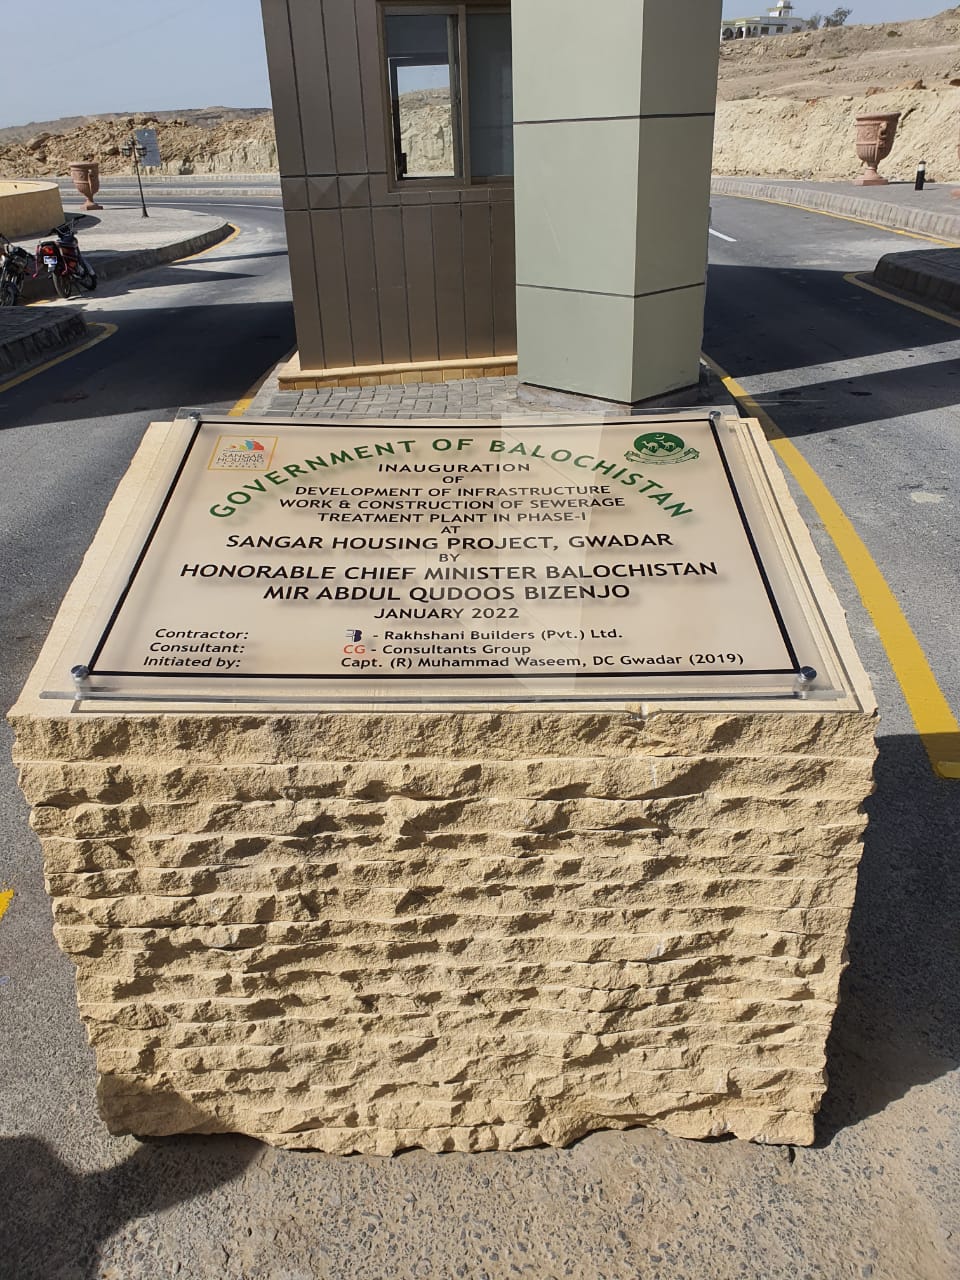 GOVERNMENT OF BALOCHISTAN
SANGAR
HOUSING
INAUGURATION
OF
DEVELOPMENT OF INFRASTRUCTURE
WORK & CONSTRUCTION OF SEWERAGE
TREATMENT PLANT IN PHASE-I
AT
SANGAR HOUSING PROJECT, GWADAR
BY
HONORABLE CHIEF MINISTER BALOCHISTAN
MIR ABDUL QUDOOS BIZENJO
JANUARY 2022
Contractor: - Rakhshani Builders (Pvt.) Ltd.
Consultant: CG - Consultants Group
Initiated by: Capt. (R) Muhammad Waseem, DC Gwadar (2019)